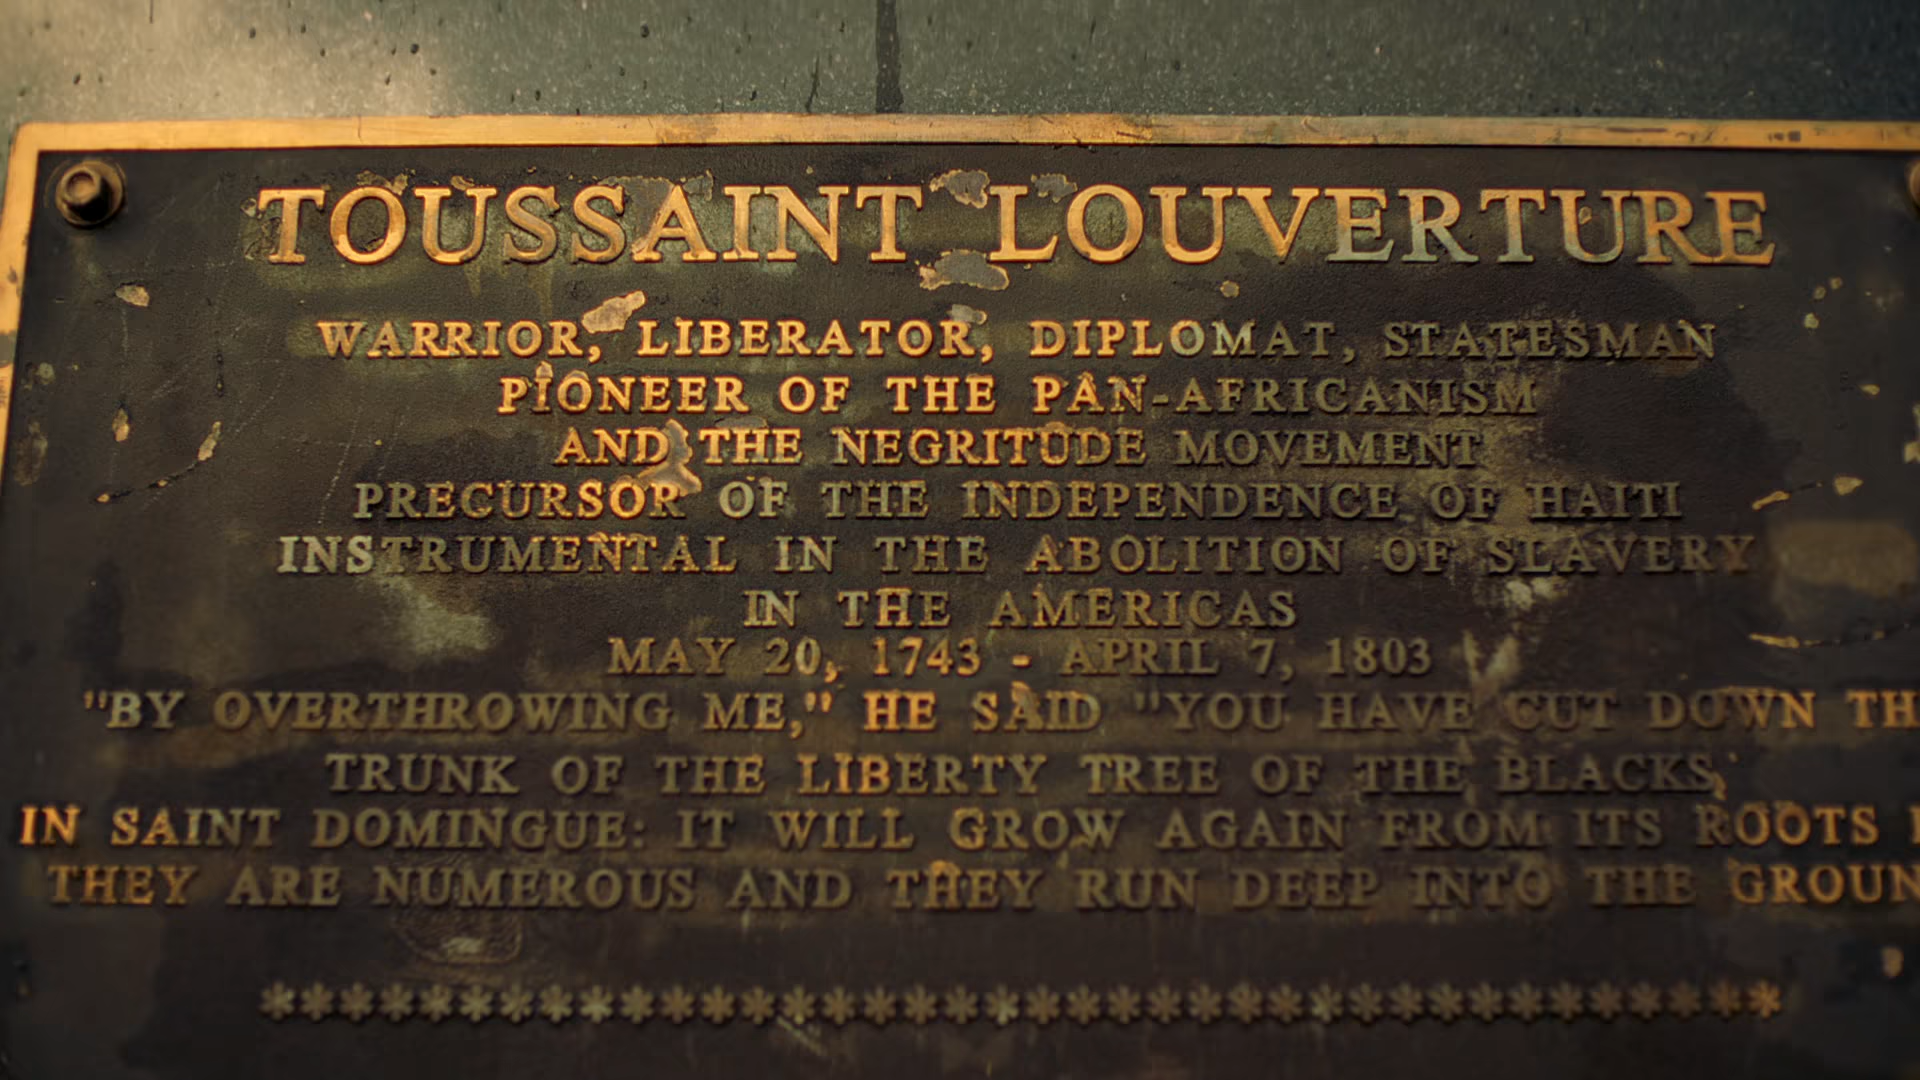 TOUSSAINT LOUVERTURE
WARRIOR, LIBERATOR, DIPLOMAT, STATESMAN
PIONEER OF THE PAN-AFRICANISM
AND THE NEGRITUDE MOVEMENT
PRECURSOR OF THE INDEPENDENCE OF HAITI
INSTRUMENTAL IN THE ABOLITION OF SLAVERY
IN THE AMERICAS
MAY 20, 1743 - APRIL 7, 1803
"BY OVERTHROWING ME," HE SAID "YOU HAVE CUT DOWN TH
TRUNK OF THE LIBERTY TREE OF THE BLACKS,
IN SAINT DOMINGUE: IT WILL GROW AGAIN FROM ITS ROOTS
THEY ARE NUMEROUS AND THEY RUN DEEP INTO THE GROUN